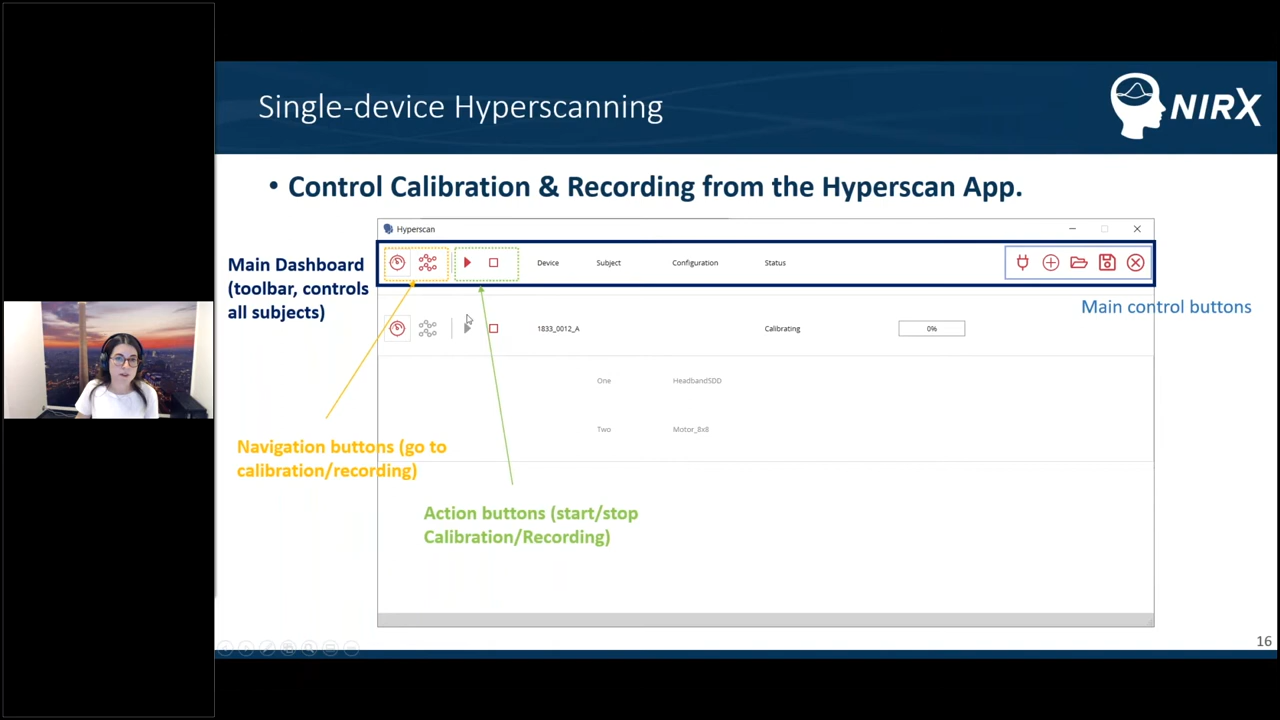 Single-device Hyperscanning
NIRX
• Control Calibration & Recording from the Hyperscan App.
Hyperscan
Main Dashboard
(toolbar, controls
all subjects)
Device Subject Configuration Status
Main control buttons
1833_0012_A Calibrating 0%
One HeadbandSDD
Two Motor_8x8
Navigation buttons (go to
calibration/recording)
Action buttons (start/stop
Calibration/Recording)
16